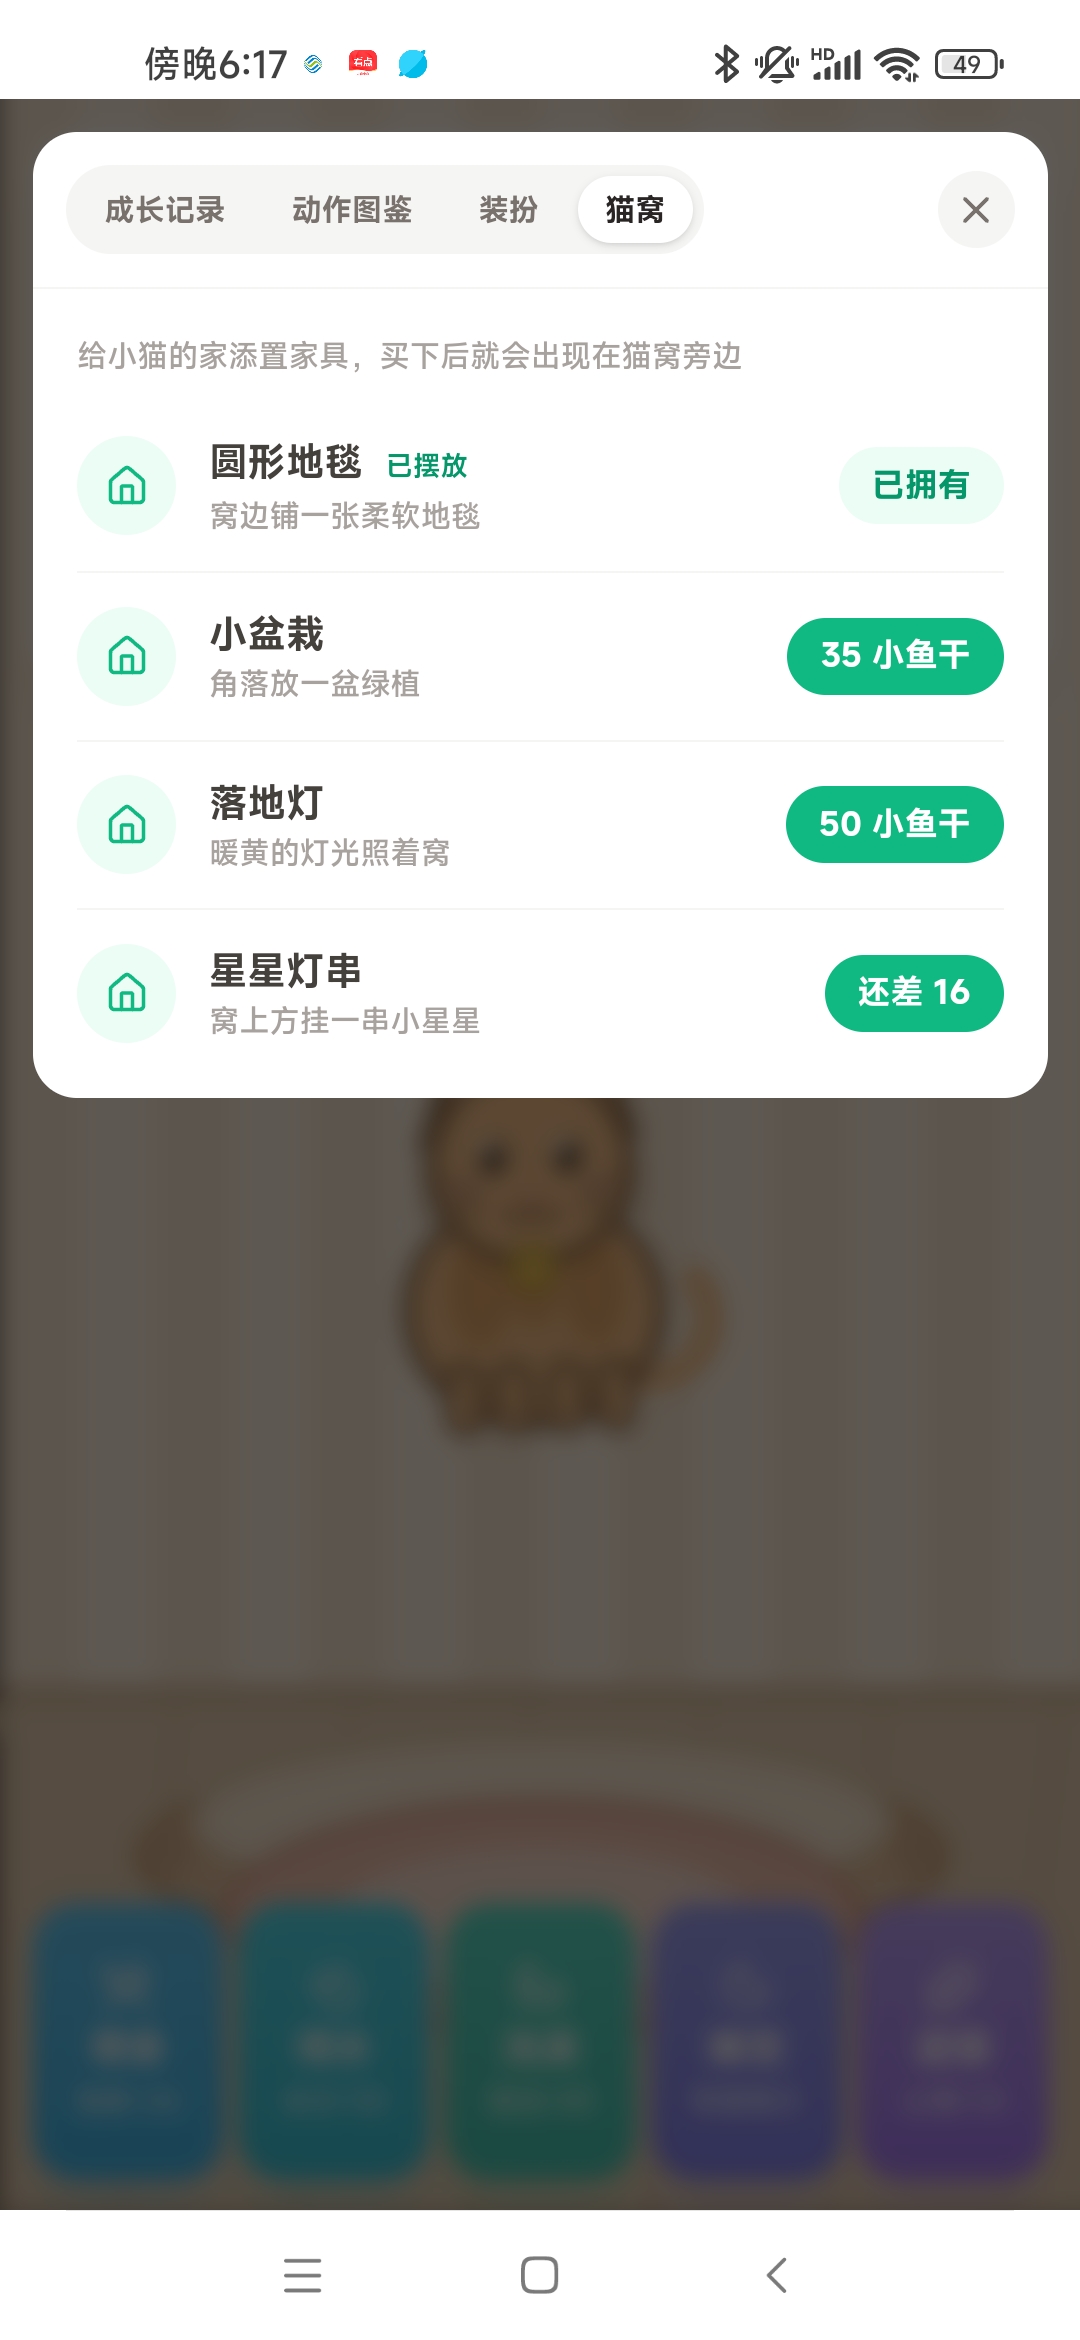 傍晚6:17
HD
49
成长记录 动作图鉴 装扮 猫窝
给小猫的家添置家具，买下后就会出现在猫窝旁边
圆形地毯 已摆放
窝边铺一张柔软地毯
已拥有
小盆栽
角落放一盆绿植
35 小鱼干
落地灯
暖黄的灯光照着窝
50 小鱼干
星星灯串
窝上方挂一串小星星
还差 16